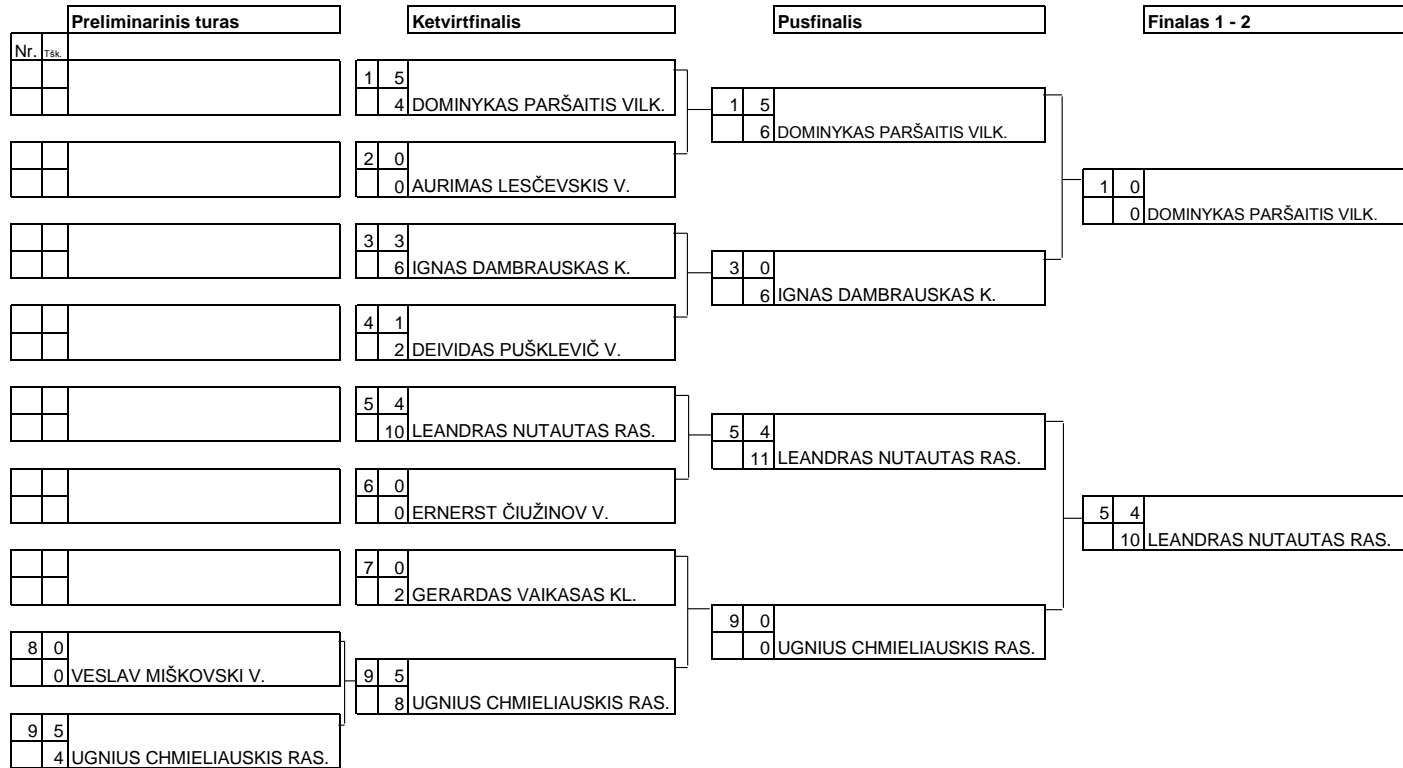 Preliminarinis turas
Ketvirtfinalis
Pusfinalis
Finalas 1 - 2
Nr. Tšk.
1 5
4 DOMINYKAS PARŠAITIS VILK.
1 5
6 DOMINYKAS PARŠAITIS VILK.
2 0
0 AURIMAS LESČEVSKIS V.
1 0
0 DOMINYKAS PARŠAITIS VILK.
3 3
6 IGNAS DAMBRAUSKAS K.
3 0
6 IGNAS DAMBRAUSKAS K.
4 1
2 DEIVIDAS PUŠKLEVIČ V.
5 4
10 LEANDRAS NUTAUTAS RAS.
5 4
11 LEANDRAS NUTAUTAS RAS.
6 0
0 ERNERST ČIUŽINOV V.
5 4
10 LEANDRAS NUTAUTAS RAS.
7 0
2 GERARDAS VAIKASAS KL.
9 0
0 UGNIUS CHMIELIAUSKIS RAS.
8 0
0 VESLAV MIŠKOVSKI V.
9 5
8 UGNIUS CHMIELIAUSKIS RAS.
9 5
4 UGNIUS CHMIELIAUSKIS RAS.